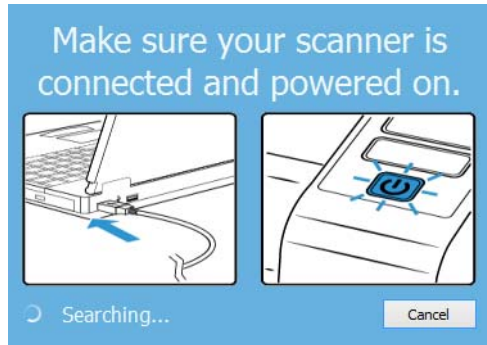 Make sure your scanner is
connected and powered on.
Searching...
Cancel